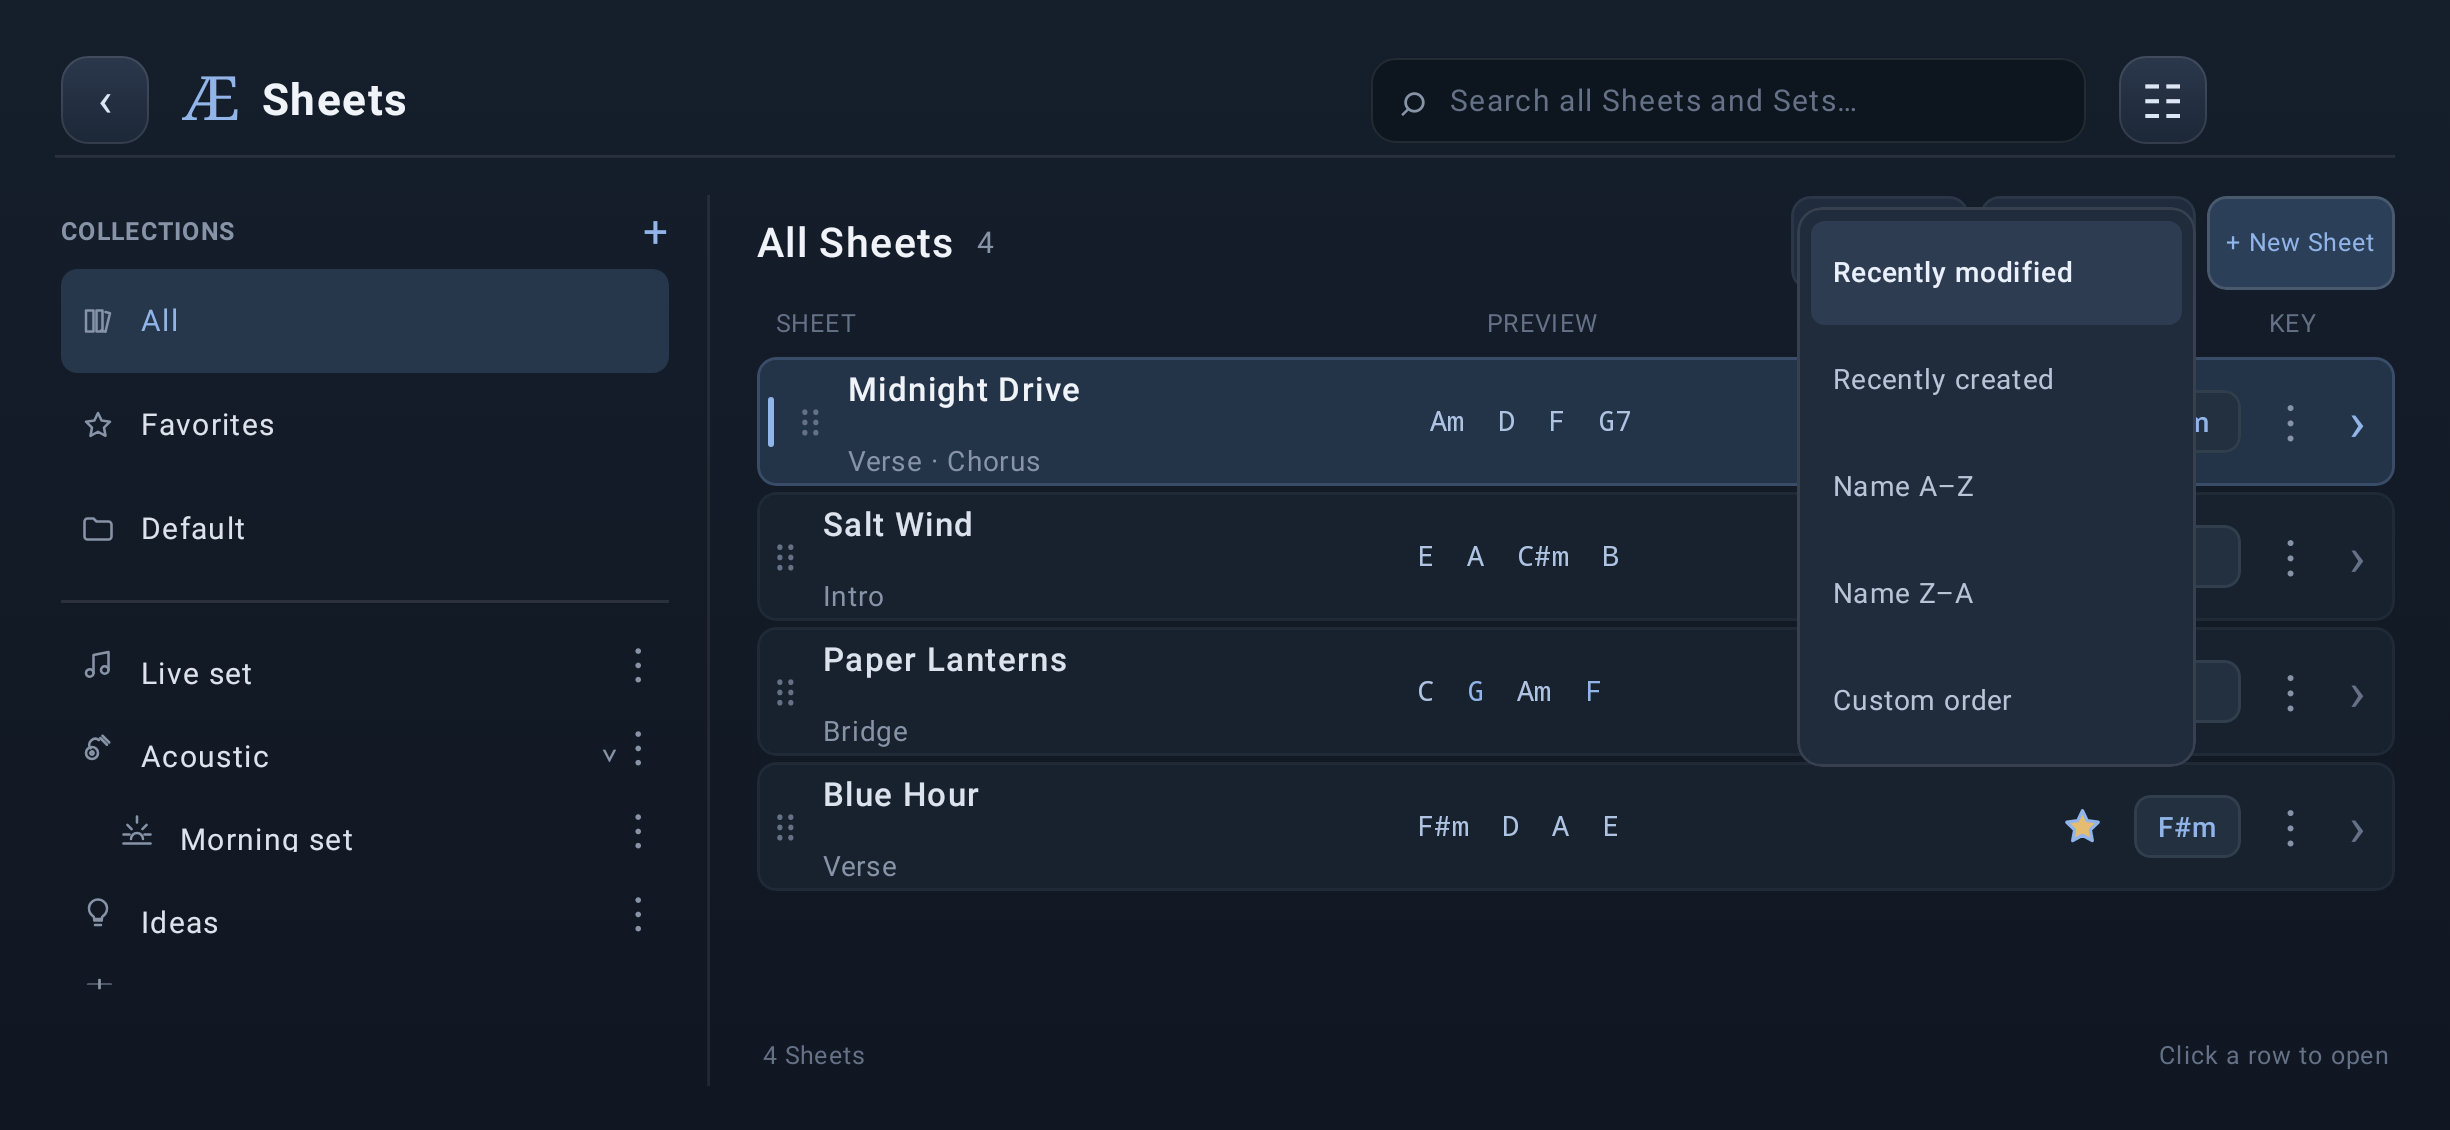 ‹ Æ Sheets
Search all Sheets and Sets…
COLLECTIONS +
All
Favorites
Default
Live set
Acoustic
Morning set
Ideas
All Sheets 4
+ New Sheet
SHEET PREVIEW KEY
Midnight Drive
Am D F G7
m
Verse · Chorus
Salt Wind
E A C#m B
Intro
Paper Lanterns
C G Am F
Bridge
Blue Hour
F#m D A E
F#m
Verse
Recently modified
Recently created
Name A–Z
Name Z–A
Custom order
4 Sheets
Click a row to open